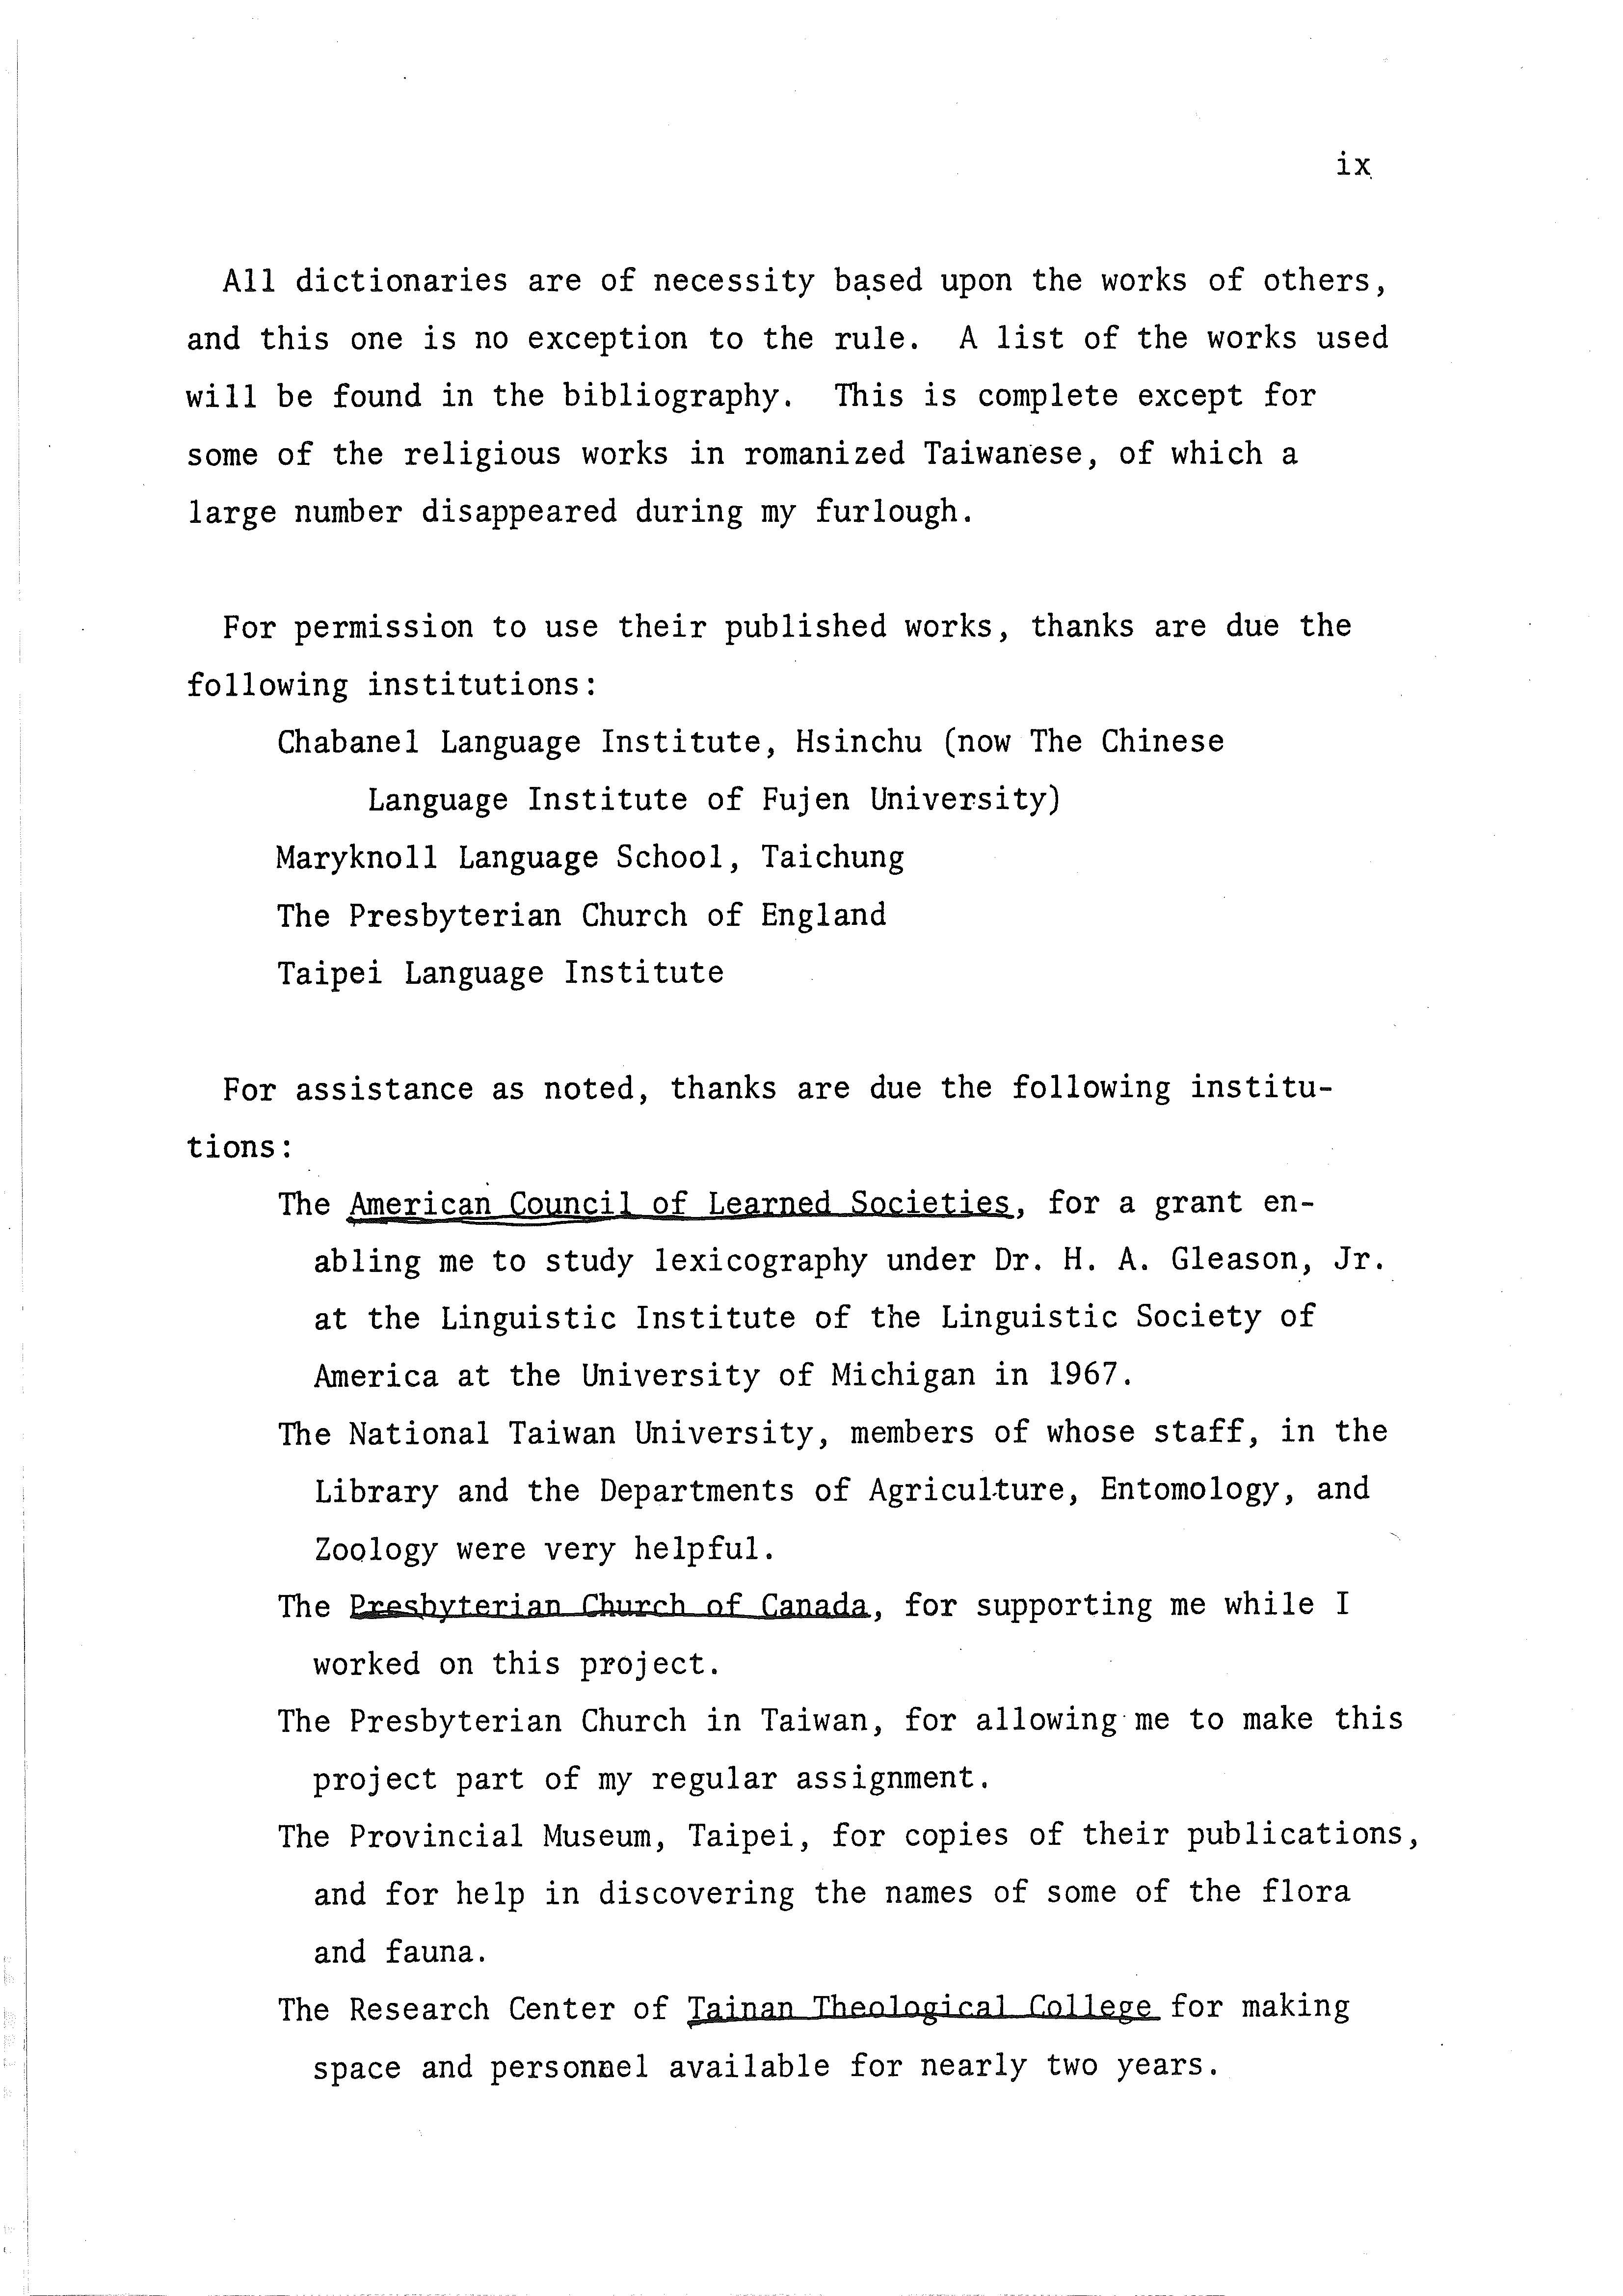 ix
All dictionaries are of necessity based upon the works of others,
and this one is no exception to the rule. A list of the works used
will be found in the bibliography. This is complete except for
some of the religious works in romanized Taiwanese, of which a
large number disappeared during my furlough.
For permission to use their published works, thanks are due the
following institutions:
Chabanel Language Institute, Hsinchu (now The Chinese
Language Institute of Fujen University)
Maryknoll Language School, Taichung
The Presbyterian Church of England
Taipei Language Institute
For assistance as noted, thanks are due the following institu-
tions:
The American Council of Learned Societies, for a grant en-
abling me to study lexicography under Dr. H. A. Gleason, Jr.
at the Linguistic Institute of the Linguistic Society of
America at the University of Michigan in 1967.
The National Taiwan University, members of whose staff, in the
Library and the Departments of Agriculture, Entomology, and
Zoology were very helpful.
The Presbyterian Church of Canada, for supporting me while I
worked on this project.
The Presbyterian Church in Taiwan, for allowing me to make this
project part of my regular assignment.
The Provincial Museum, Taipei, for copies of their publications,
and for help in discovering the names of some of the flora
and fauna.
The Research Center of Tainan Theological College for making
space and personnel available for nearly two years.